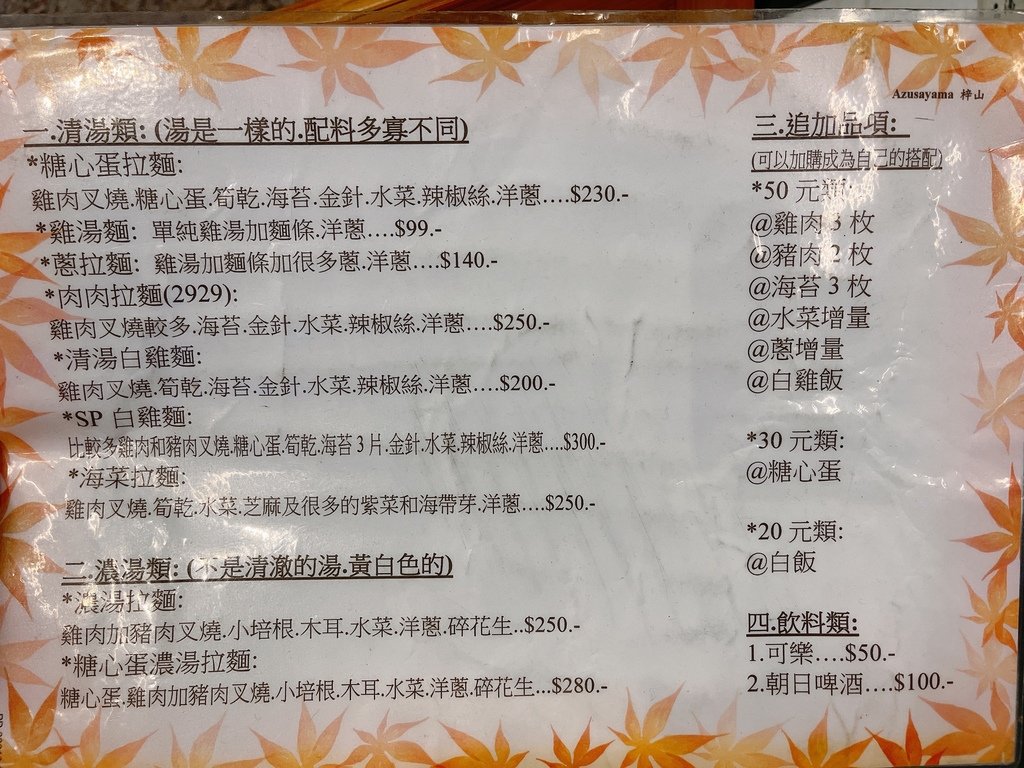 Azusayama 梓山
一.清湯類: (湯是一樣的.配料多寡不同)
*糖心蛋拉麵:
雞肉叉燒.糖心蛋.筍乾.海苔.金針.水菜.辣椒絲.洋蔥….$230.-
*雞湯麵: 單純雞湯加麵條.洋蔥….$99.-
*蔥拉麵: 雞湯加麵條加很多蔥.洋蔥….$140.-
*肉肉拉麵(2929):
雞肉叉燒較多.海苔.金針.水菜.辣椒絲.洋蔥….$250.-
*清湯白雞麵:
雞肉叉燒.筍乾.海苔.金針.水菜.辣椒絲.洋蔥….$200.-
*SP 白雞麵:
比較多雞肉和豬肉叉燒.糖心蛋.筍乾.海苔 3 片.金針.水菜.辣椒絲.洋蔥….$300.-
*海菜拉麵:
雞肉叉燒.筍乾.水菜.芝麻及很多的紫菜和海帶芽.洋蔥….$250.-
二.濃湯類: (不是清澈的湯.黃白色的)
*濃湯拉麵:
雞肉加豬肉叉燒.小培根.木耳.水菜.洋蔥.碎花生..$250.-
*糖心蛋濃湯拉麵:
糖心蛋.雞肉加豬肉叉燒.小培根.木耳.水菜.洋蔥.碎花生...$280.-
三.追加品項:
(可以加購成為自己的搭配)
*50 元類:
@雞肉 3 枚
@豬肉 2 枚
@海苔 3 枚
@水菜增量
@蔥增量
@白雞飯
*30 元類:
@糖心蛋
*20 元類:
@白飯
四.飲料類:
1.可樂….$50.-
2.朝日啤酒….$100.-